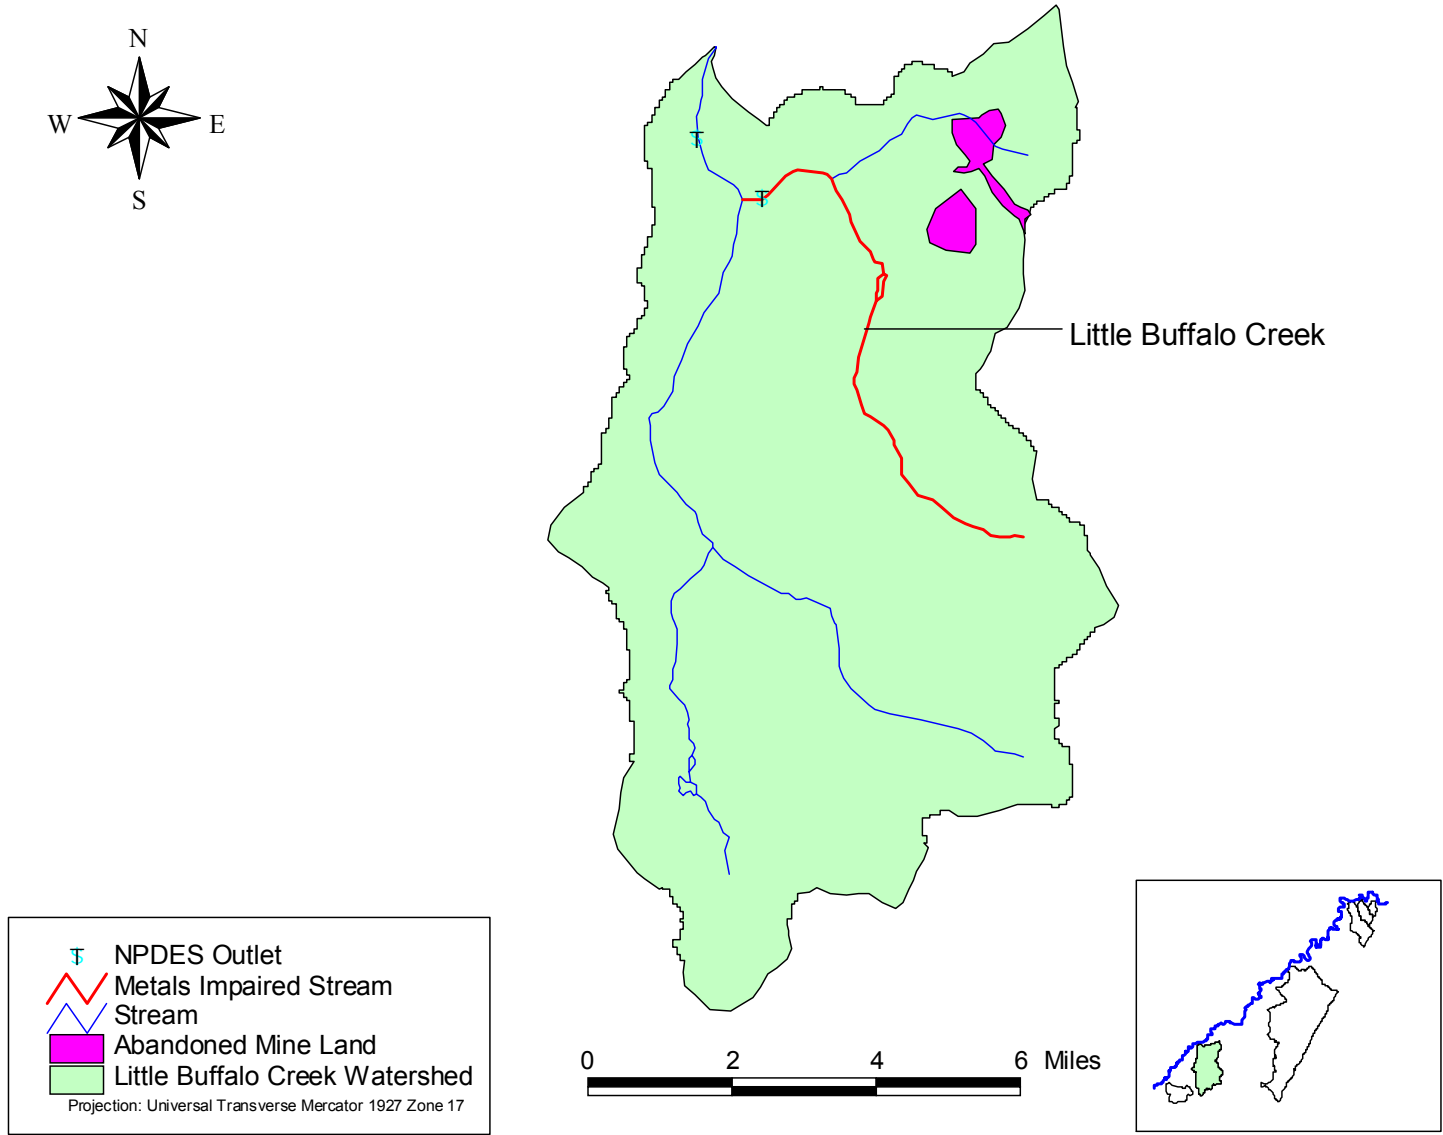 N
W E
S
Little Buffalo Creek
NPDES Outlet
Metals Impaired Stream
Stream
Abandoned Mine Land
Little Buffalo Creek Watershed
Projection: Universal Transverse Mercator 1927 Zone 17
0 2 4 6 Miles